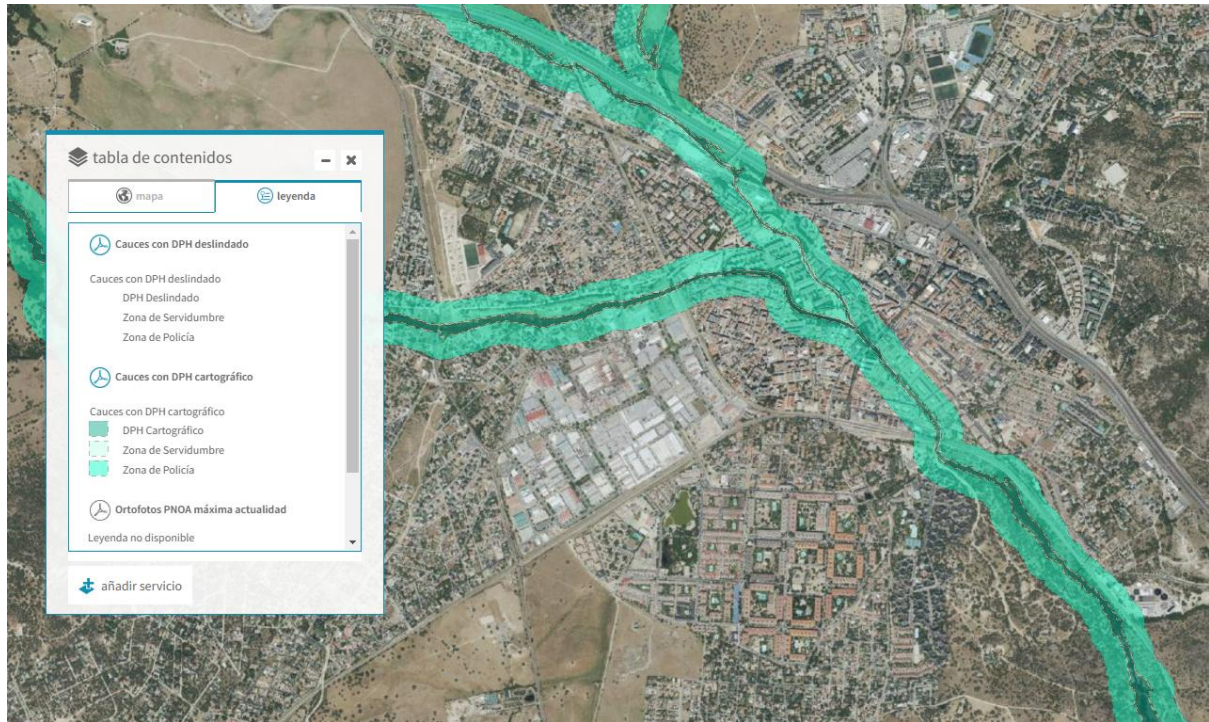 tabla de contenidos
mapa
leyenda
Cauces con DPH deslindado
Cauces con DPH deslindado
DPH Deslindado
Zona de Servidumbre
Zona de Policía
Cauces con DPH cartográfico
Cauces con DPH cartográfico
DPH Cartográfico
Zona de Servidumbre
Zona de Policía
Ortofotos PNOA máxima actualidad
Leyenda no disponible
añadir servicio